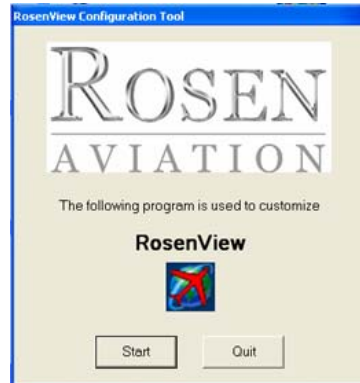 RosenView Configuration Tool
ROSEN
AVIATION
The following program is used to customize
RosenView
Start
Quit